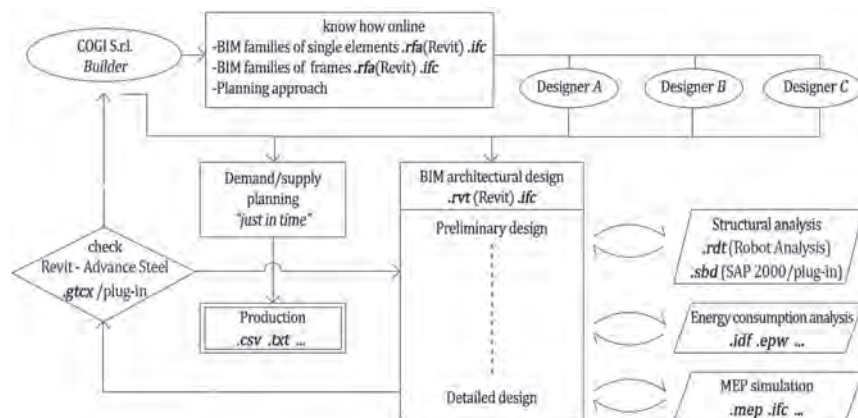 COGI S.r.l.
Builder
know how online
-BIM families of single elements .rfa(Revit) .ifc
-BIM families of frames .rfa(Revit) .ifc
-Planning approach
Designer A
Designer B
Designer C
Demand/supply
planning
"just in time"
BIM architectural design
.rvt (Revit) .ifc
Preliminary design
check
Revit - Advance Steel
.gtcx /plug-in
Structural analysis
.rdt (Robot Analysis)
.sbd (SAP 2000/plug-in)
Production
.csv .txt ...
Energy consumption analysis
.idf .epw ...
Detailed design
MEP simulation
.mep .ifc ...